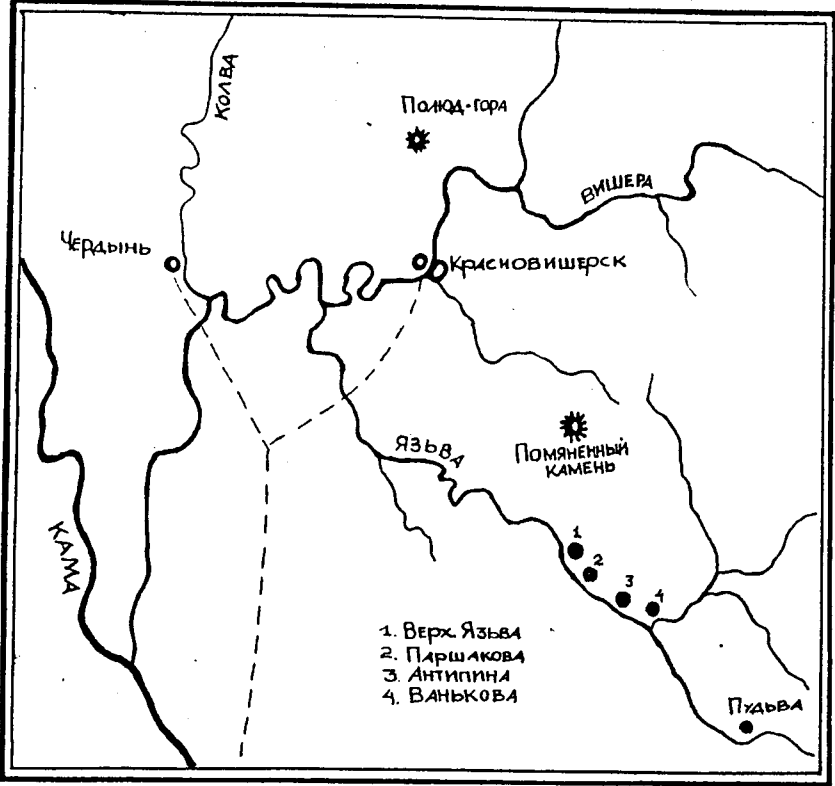 КОЛВА
ПОЛЮД-ГОРА
ВИШЕРА
ЧЕРДЫНЬ
КРАСНОВИШЕРСК
ЯЗЬВА
ПОМЯНЕННЫЙ
КАМЕНЬ
КАМА
1
2
3
4
1. ВЕРХ. ЯЗЬВА
2. ПАРШАКОВА
3. АНТИПИНА
4. ВАНЬКОВА
ПУДЬВА